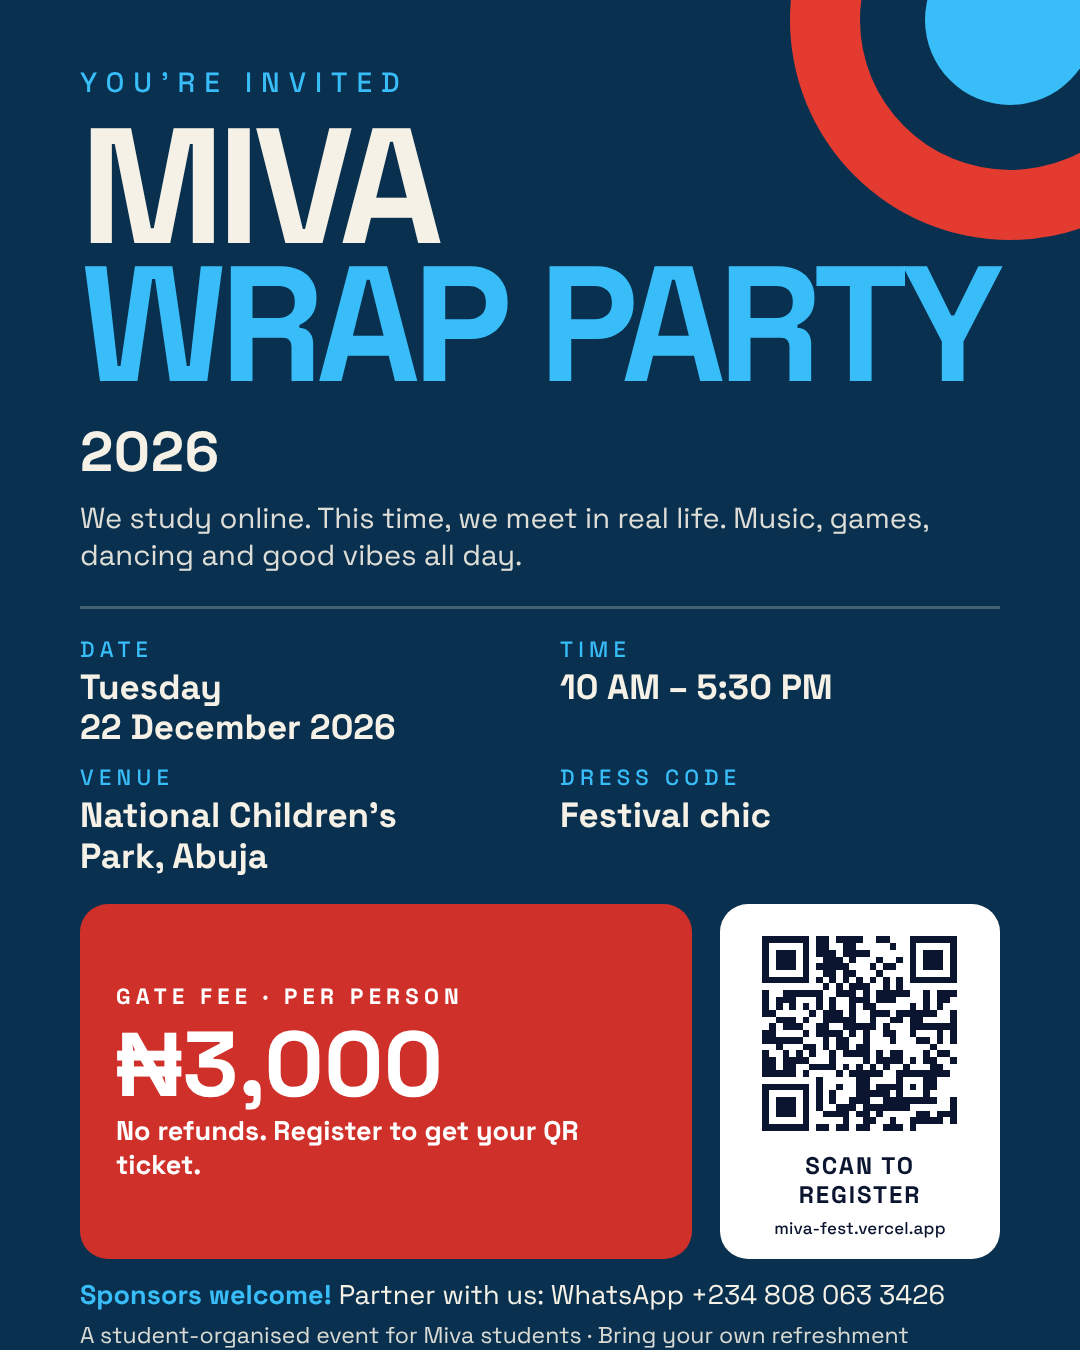 YOU’RE INVITED
MIVA
WRAP PARTY
2026
We study online. This time, we meet in real life. Music, games,
dancing and good vibes all day.
DATE
Tuesday
22 December 2026
TIME
10 AM – 5:30 PM
VENUE
National Children’s
Park, Abuja
DRESS CODE
Festival chic
GATE FEE · PER PERSON
₦3,000
No refunds. Register to get your QR
ticket.
SCAN TO
REGISTER
miva-fest.vercel.app
Sponsors welcome! Partner with us: WhatsApp +234 808 063 3426
A student-organised event for Miva students · Bring your own refreshment